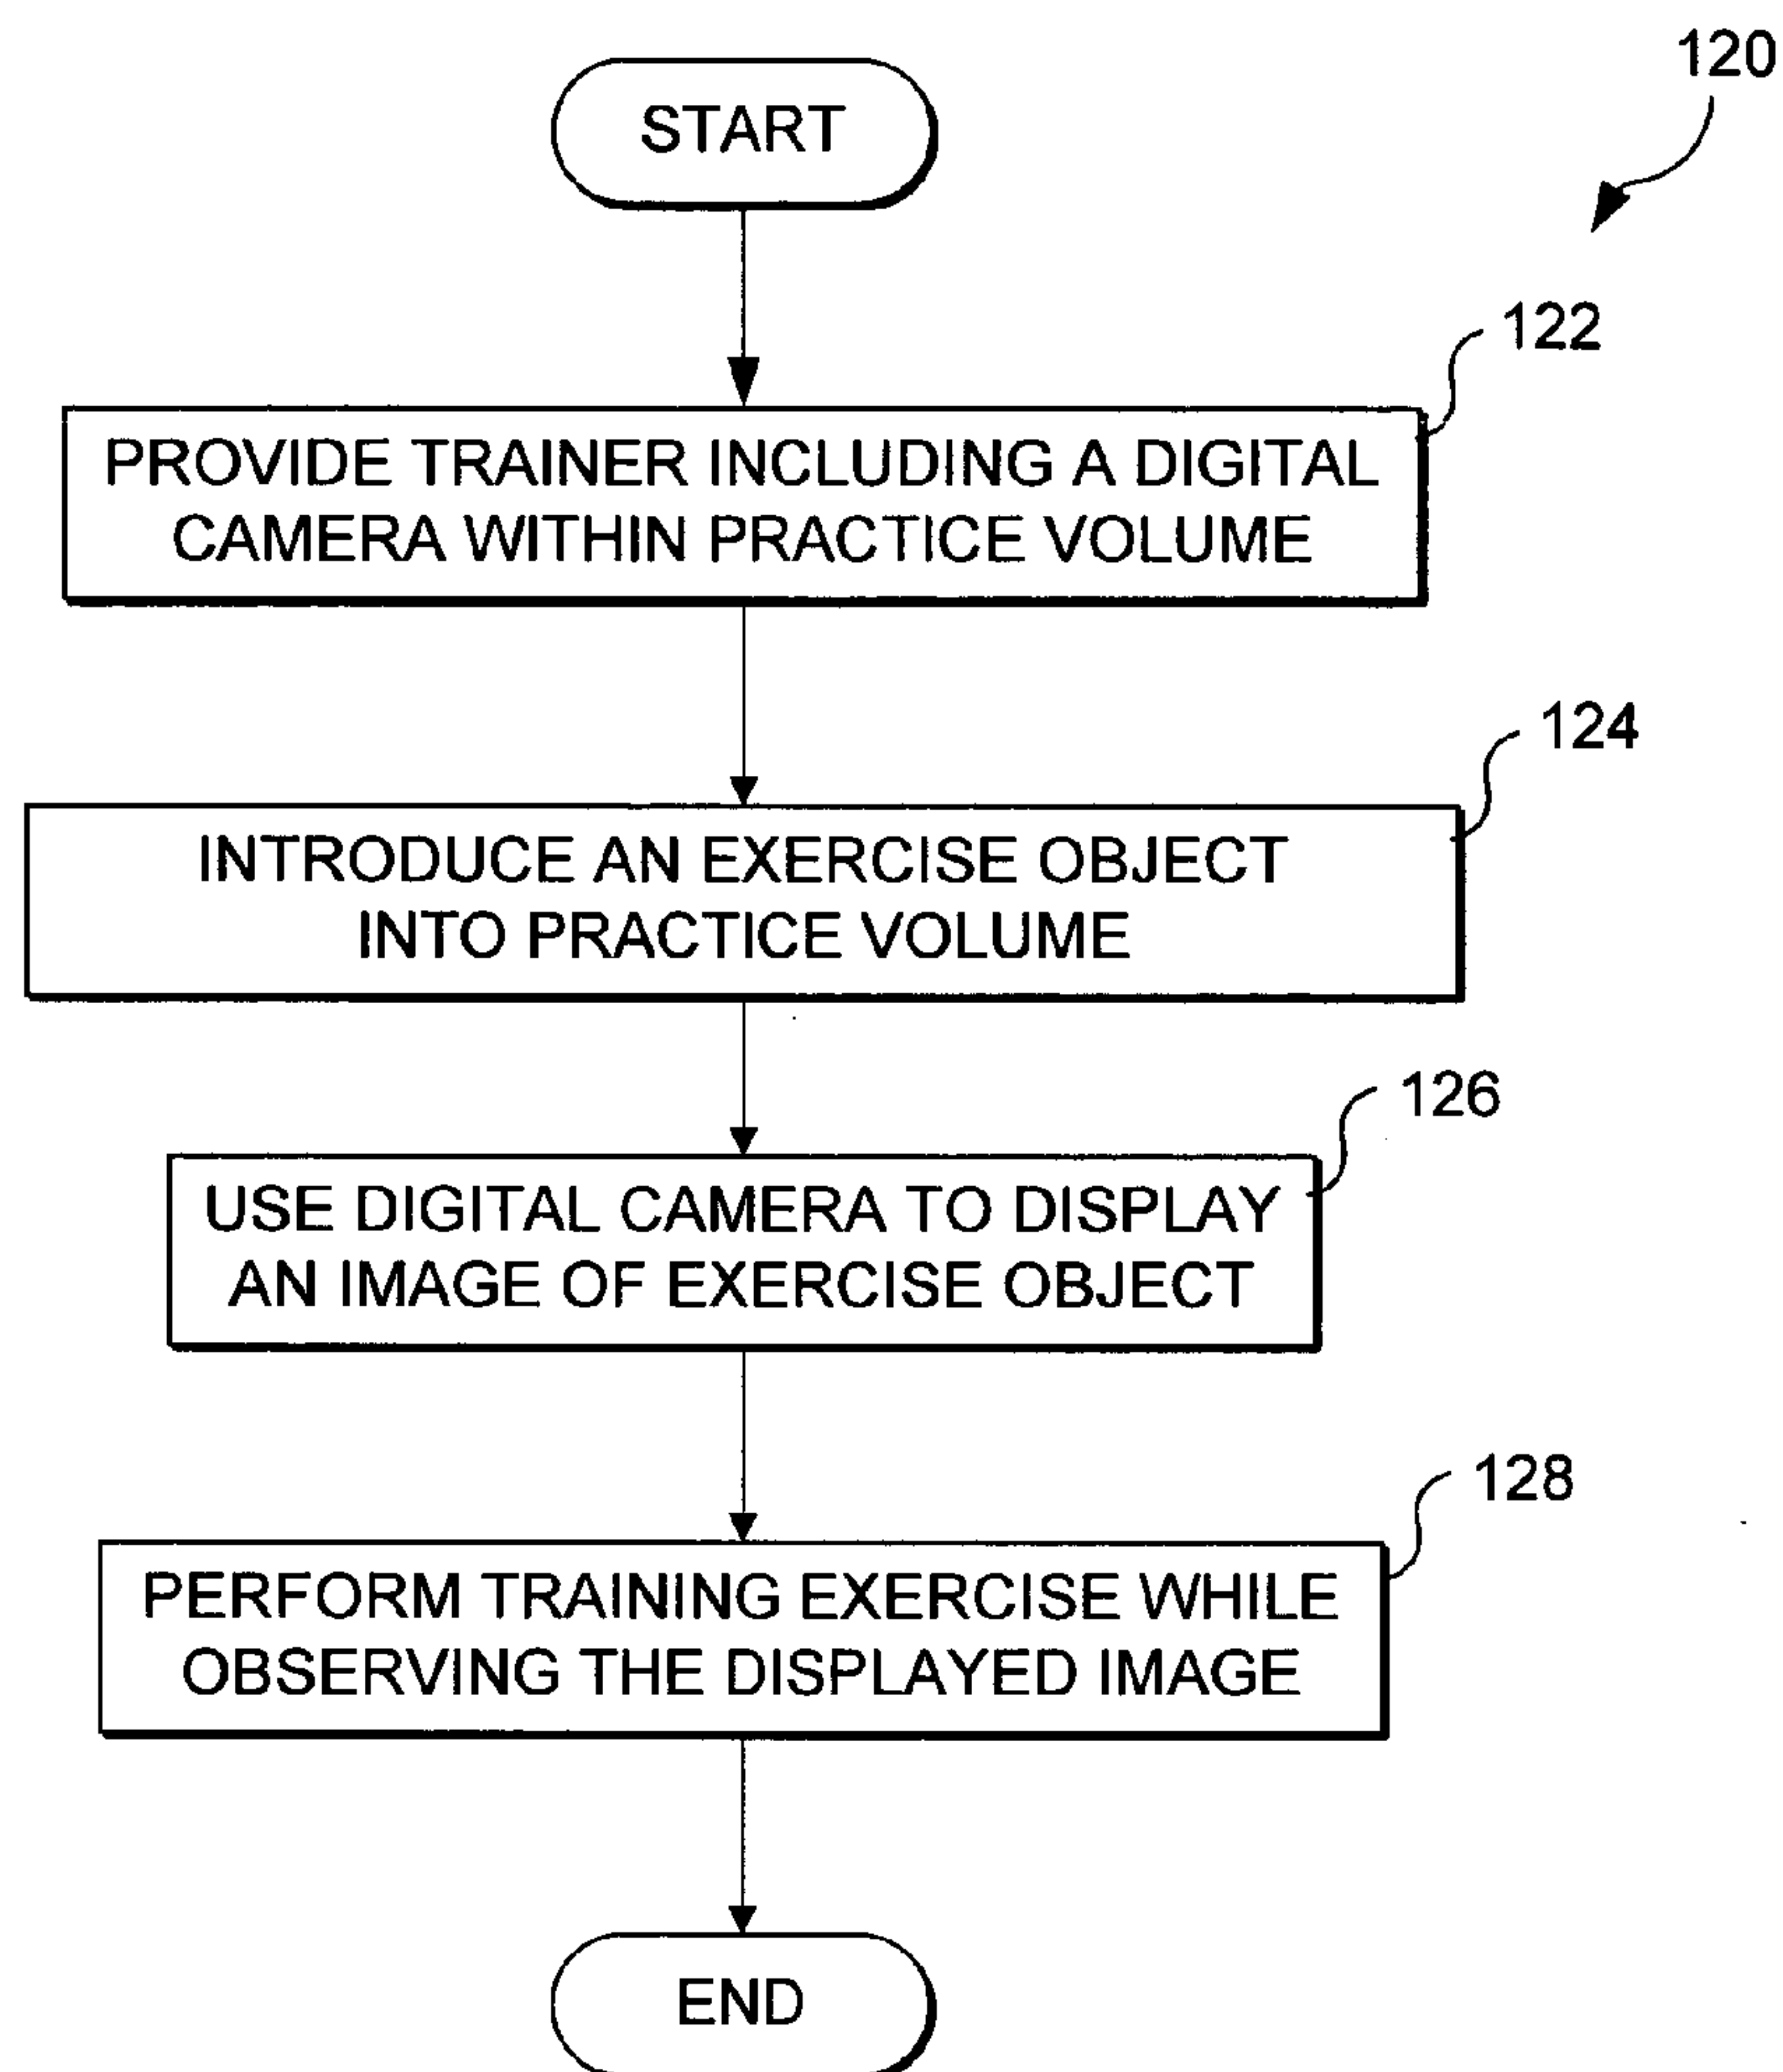 120
START
122
PROVIDE TRAINER INCLUDING A DIGITAL
CAMERA WITHIN PRACTICE VOLUME
124
INTRODUCE AN EXERCISE OBJECT
INTO PRACTICE VOLUME
126
USE DIGITAL CAMERA TO DISPLAY
AN IMAGE OF EXERCISE OBJECT
128
PERFORM TRAINING EXERCISE WHILE
OBSERVING THE DISPLAYED IMAGE
END